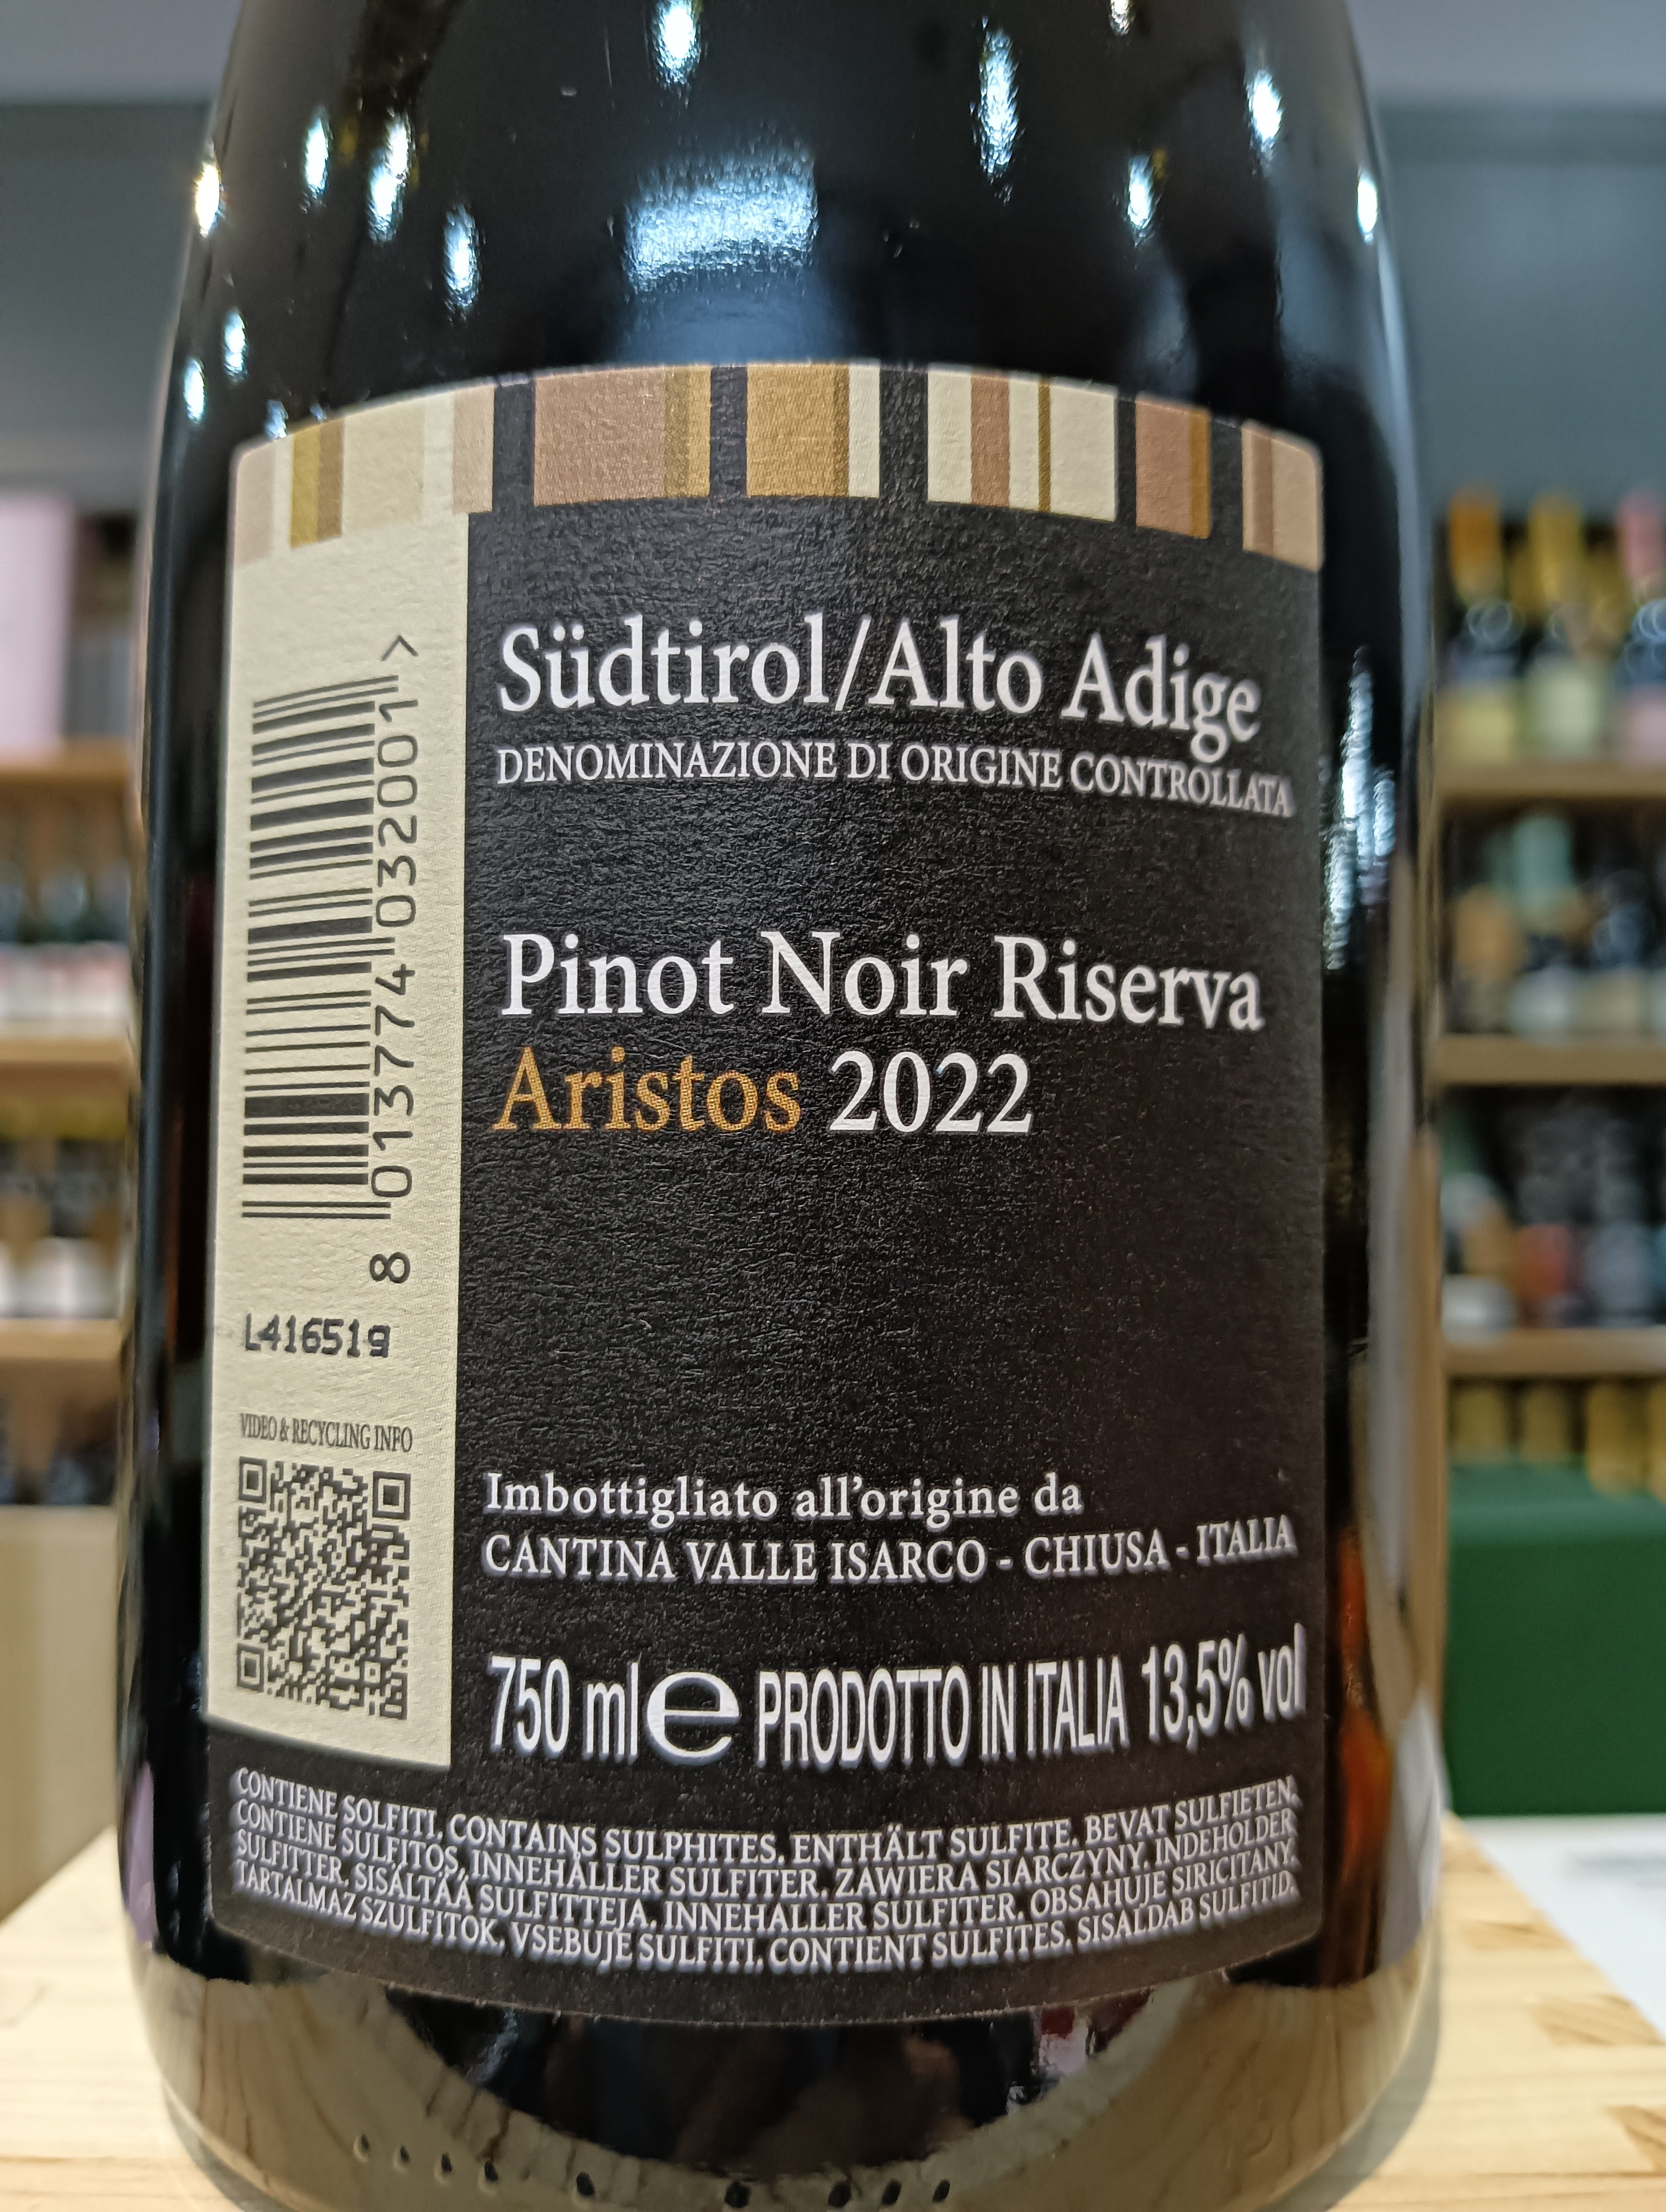 Südtirol/Alto Adige
DENOMINAZIONE DI ORIGINE CONTROLLATA
Pinot Noir Riserva
Aristos 2022
8 013774 032001 >
L416519
VIDEO & RECYCLING INFO
Imbottigliato all'origine da
CANTINA VALLE ISARCO - CHIUSA - ITALIA
750 ml e PRODOTTO IN ITALIA 13,5% vol
CONTIENE SOLFITI. CONTAINS SULPHITES. ENTHÄLT SULFITE. BEVAT SULFIETEN.
CONTIENE SULFITOS, INNEHÅLLER SULFITER. ZAWIERA SIARCZYNY. INDEHOLDER
SULFITTER. SISÄLTÄÄ SULFITTEJA. INNEHALLER SULFITER. OBSAHUJE SIRICITANY.
TARTALMAZ SZULFITOK. VSEBUJE SULFITI. CONTIENT SULFITES. SISALDAB SULFITID.